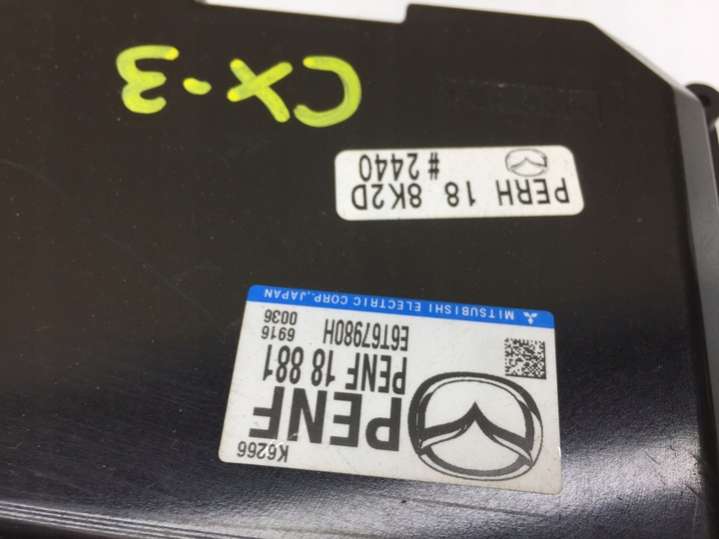 K6266
PENF
PENF 18 881
E6T67980H
6916
0036
MITSUBISHI ELECTRIC CORP., JAPAN
PERH 18 8K2D
#2440
CX-3